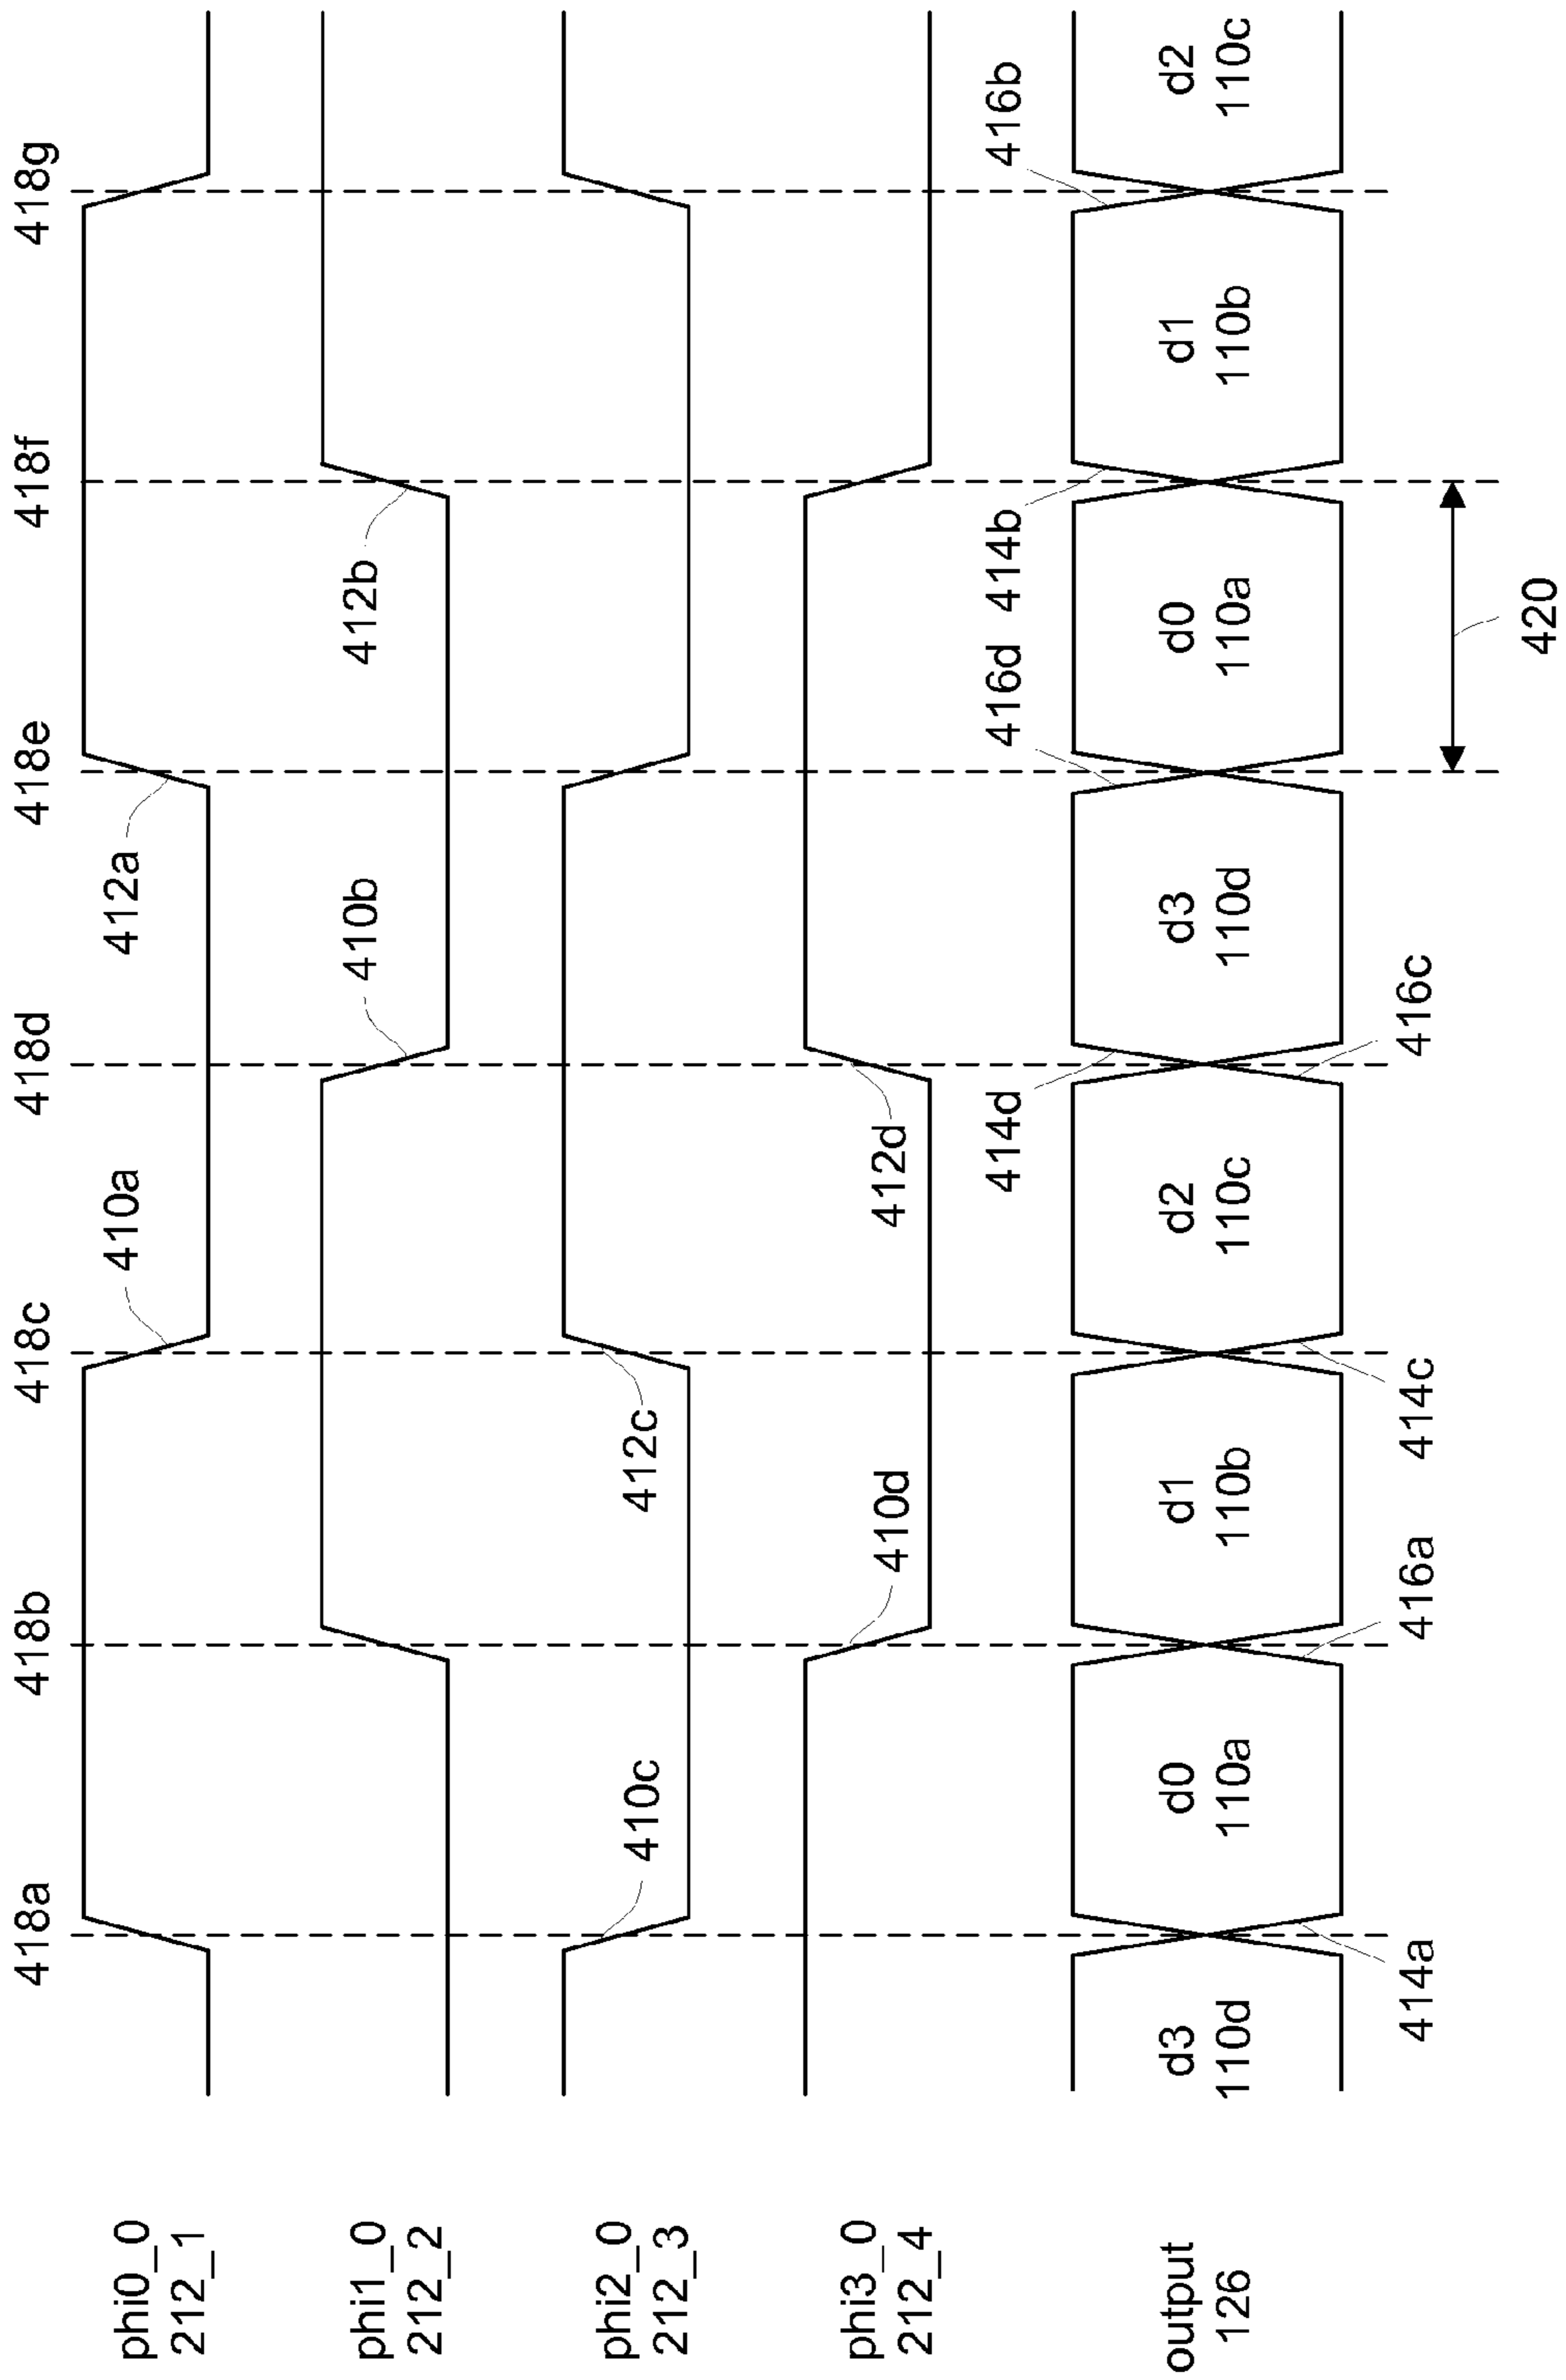 418a
418b
418c
418d
418e
418f
418g
phi0_0
212_1
410a
412a
phi1_0
212_2
410b
412b
phi2_0
212_3
410c
412c
phi3_0
212_4
410d
412d
414d
416d
414b
416b
output
126
d3
110d
d0
110a
d1
110b
d2
110c
d3
110d
d0
110a
d1
110b
d2
110c
414a
416a
414c
416c
420